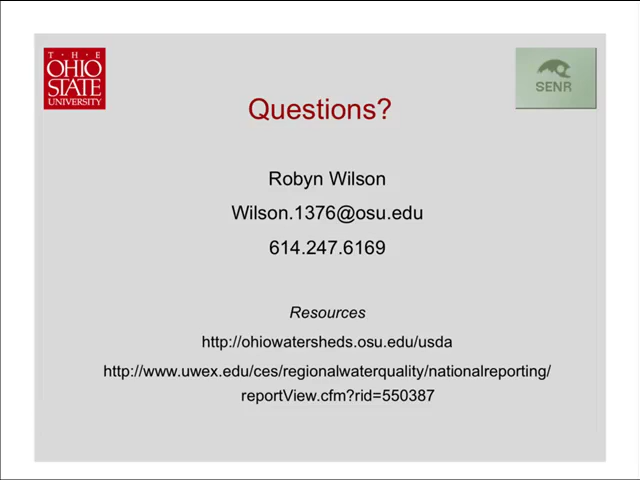 T · H · E
OHIO
STATE
UNIVERSITY
SENR
Questions?
Robyn Wilson
Wilson.1376@osu.edu
614.247.6169
Resources
http://ohiowatersheds.osu.edu/usda
http://www.uwex.edu/ces/regionalwaterquality/nationalreporting/
reportView.cfm?rid=550387